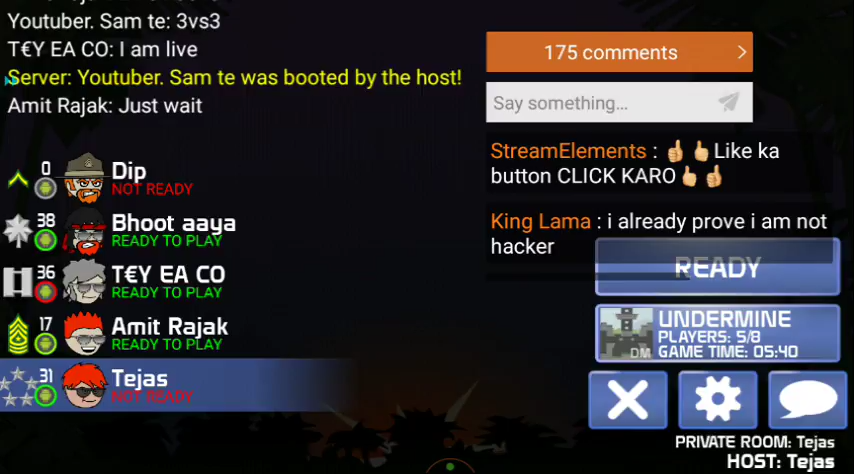 Youtuber. Sam te: 3vs3
T€Y EA CO: I am live
Server: Youtuber. Sam te was booted by the host!
Amit Rajak: Just wait
175 comments
Say something...
StreamElements : 👍👍Like ka
button CLICK KARO👍👍
King Lama : i already prove i am not
hacker
0
Dip
NOT READY
38
Bhoot aaya
READY TO PLAY
36
T€Y EA CO
READY TO PLAY
17
Amit Rajak
READY TO PLAY
31
Tejas
NOT READY
READY
UNDERMINE
PLAYERS: 5/8
DM
GAME TIME: 05:40
PRIVATE ROOM: Tejas
HOST: Tejas